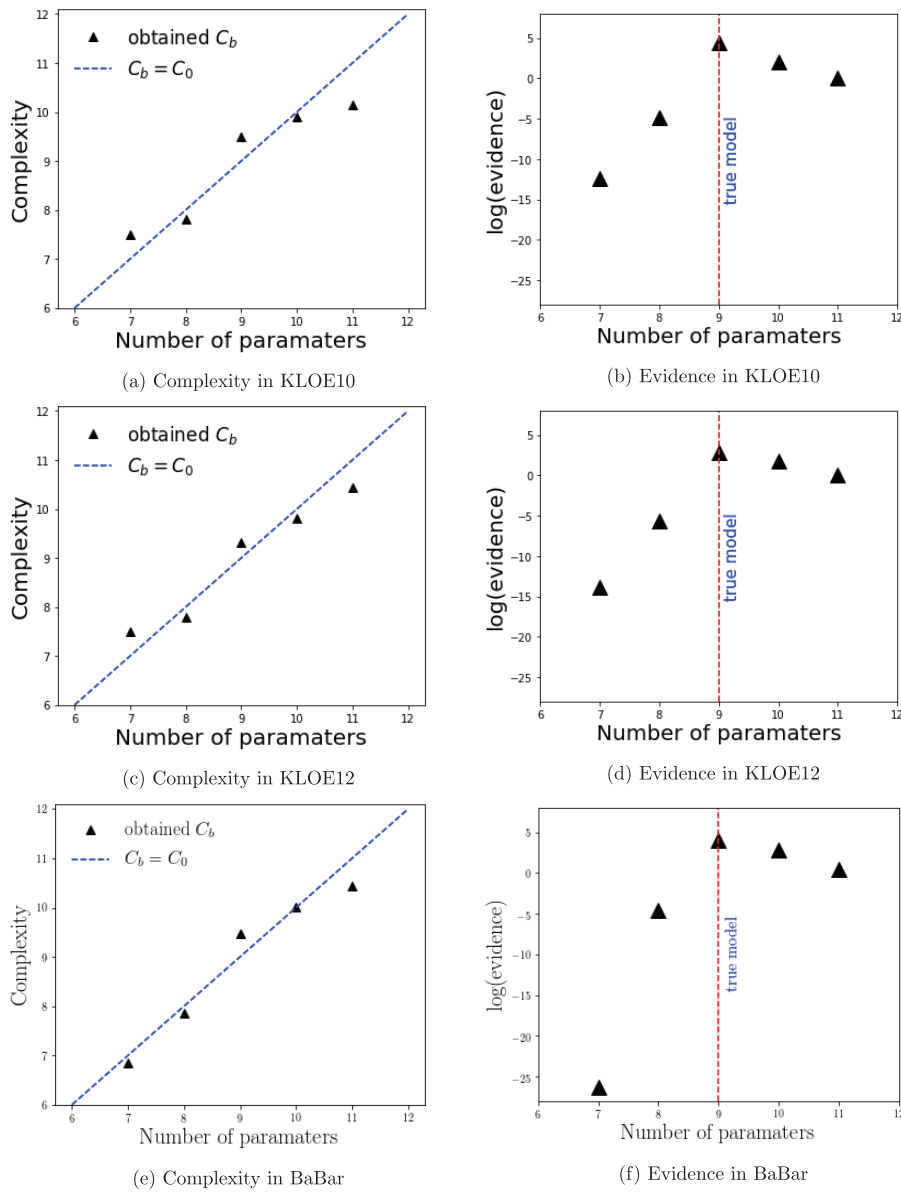 obtained C_b
C_b = C_0
Complexity
12
11
10
9
8
7
6
6 7 8 9 10 11 12
Number of paramaters
(a) Complexity in KLOE10
log(evidence)
5
0
−5
−10
−15
−20
−25
true model
6 7 8 9 10 11 12
Number of paramaters
(b) Evidence in KLOE10
obtained C_b
C_b = C_0
Complexity
12
11
10
9
8
7
6
6 7 8 9 10 11 12
Number of paramaters
(c) Complexity in KLOE12
log(evidence)
5
0
−5
−10
−15
−20
−25
true model
6 7 8 9 10 11 12
Number of paramaters
(d) Evidence in KLOE12
obtained C_b
C_b = C_0
Complexity
12
11
10
9
8
7
6
6 7 8 9 10 11 12
Number of paramaters
(e) Complexity in BaBar
log(evidence)
5
0
−5
−10
−15
−20
−25
true model
6 7 8 9 10 11 12
Number of paramaters
(f) Evidence in BaBar